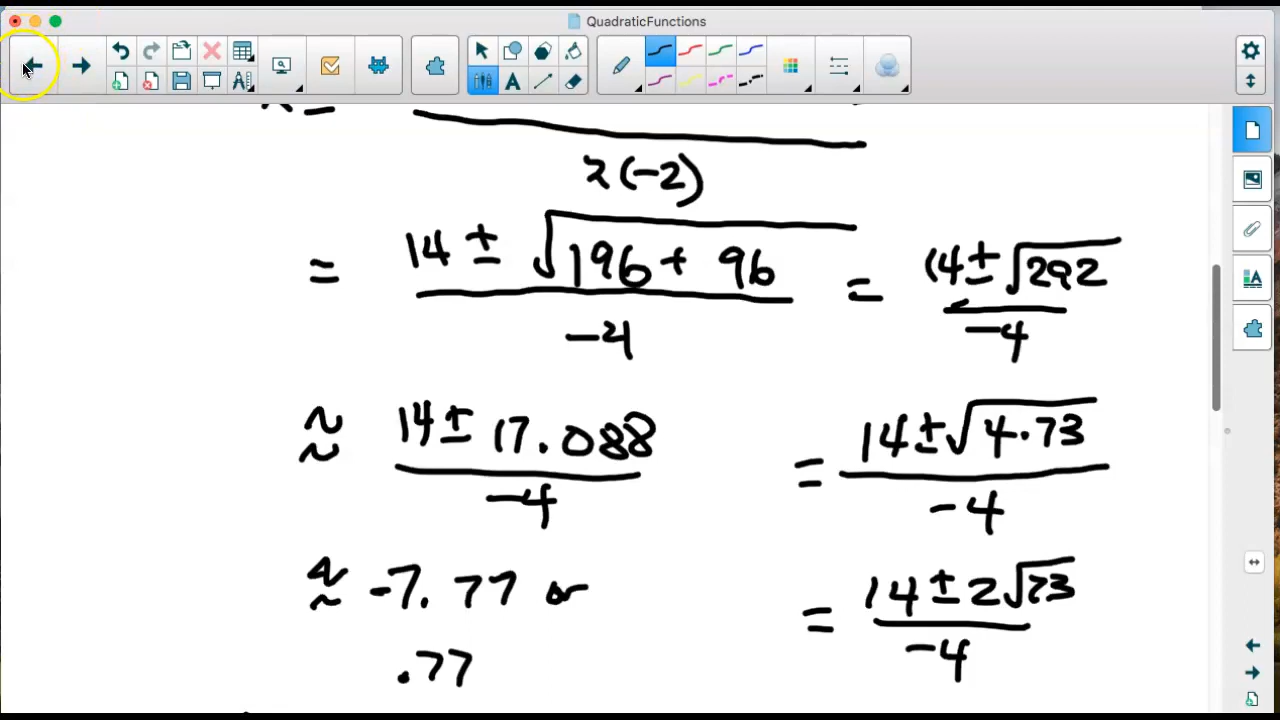 QuadraticFunctions
2(-2)
= 14 ± √196 + 96 = 14 ± √292
-4 -4
≈ 14 ± 17.088 = 14 ± √4·73
-4 -4
≈ -7.77 or = 14 ± 2√73
.77 -4